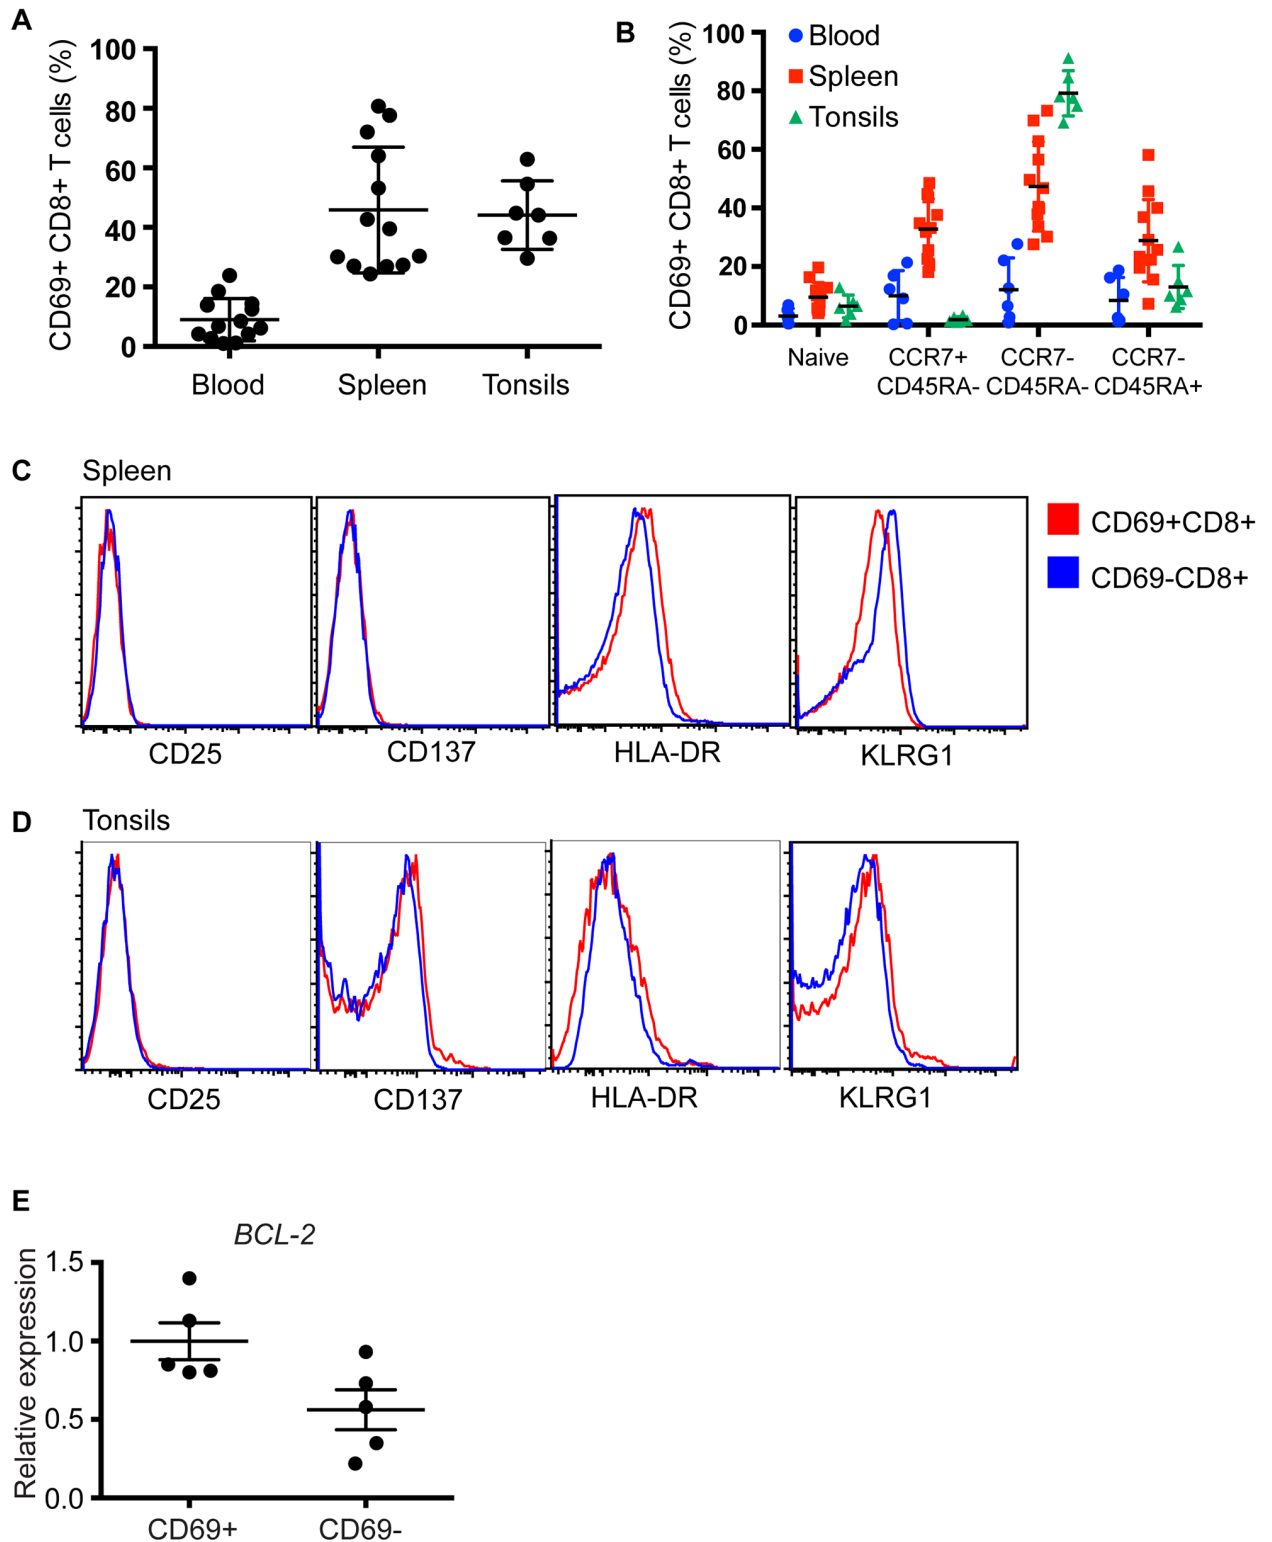 A
CD69+ CD8+ T cells (%)
100
80
60
40
20
0
Blood
Spleen
Tonsils
B
CD69+ CD8+ T cells (%)
100
80
60
40
20
0
Blood
Spleen
Tonsils
Naive
CCR7+
CD45RA-
CCR7-
CD45RA-
CCR7-
CD45RA+
C
Spleen
CD25
CD137
HLA-DR
KLRG1
CD69+CD8+
CD69-CD8+
D
Tonsils
CD25
CD137
HLA-DR
KLRG1
E
BCL-2
Relative expression
1.5
1.0
0.5
0.0
CD69+
CD69-